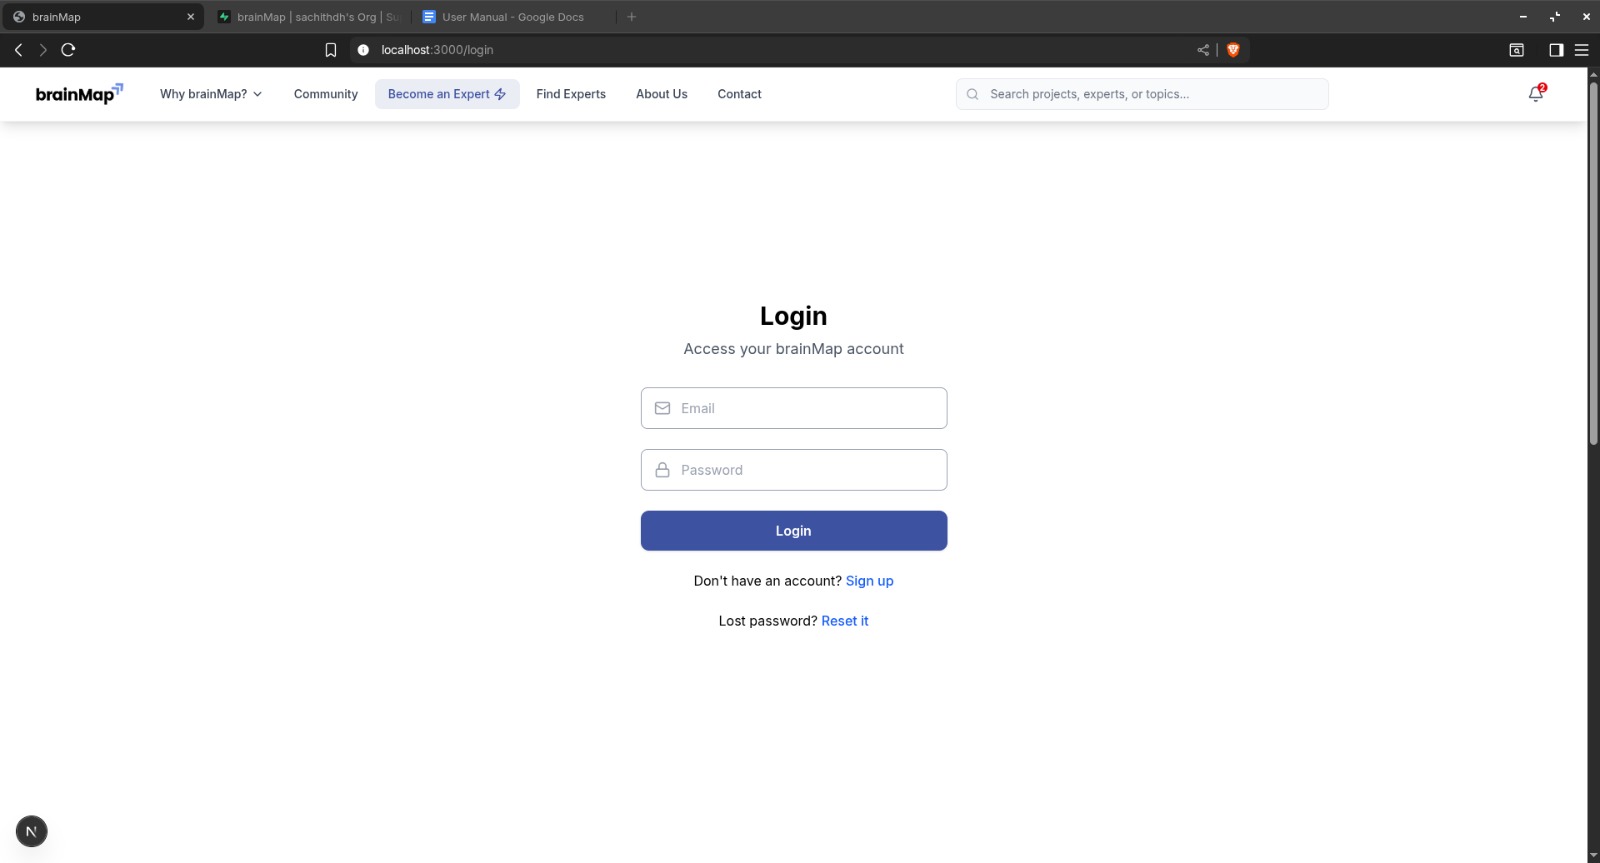 brainMap
brainMap | sachithdh's Org | Su
User Manual - Google Docs
localhost:3000/login
brainMap
Why brainMap?
Community
Become an Expert
Find Experts
About Us
Contact
Search projects, experts, or topics...
2
Login
Access your brainMap account
Email
Password
Login
Don't have an account? Sign up
Lost password? Reset it
N